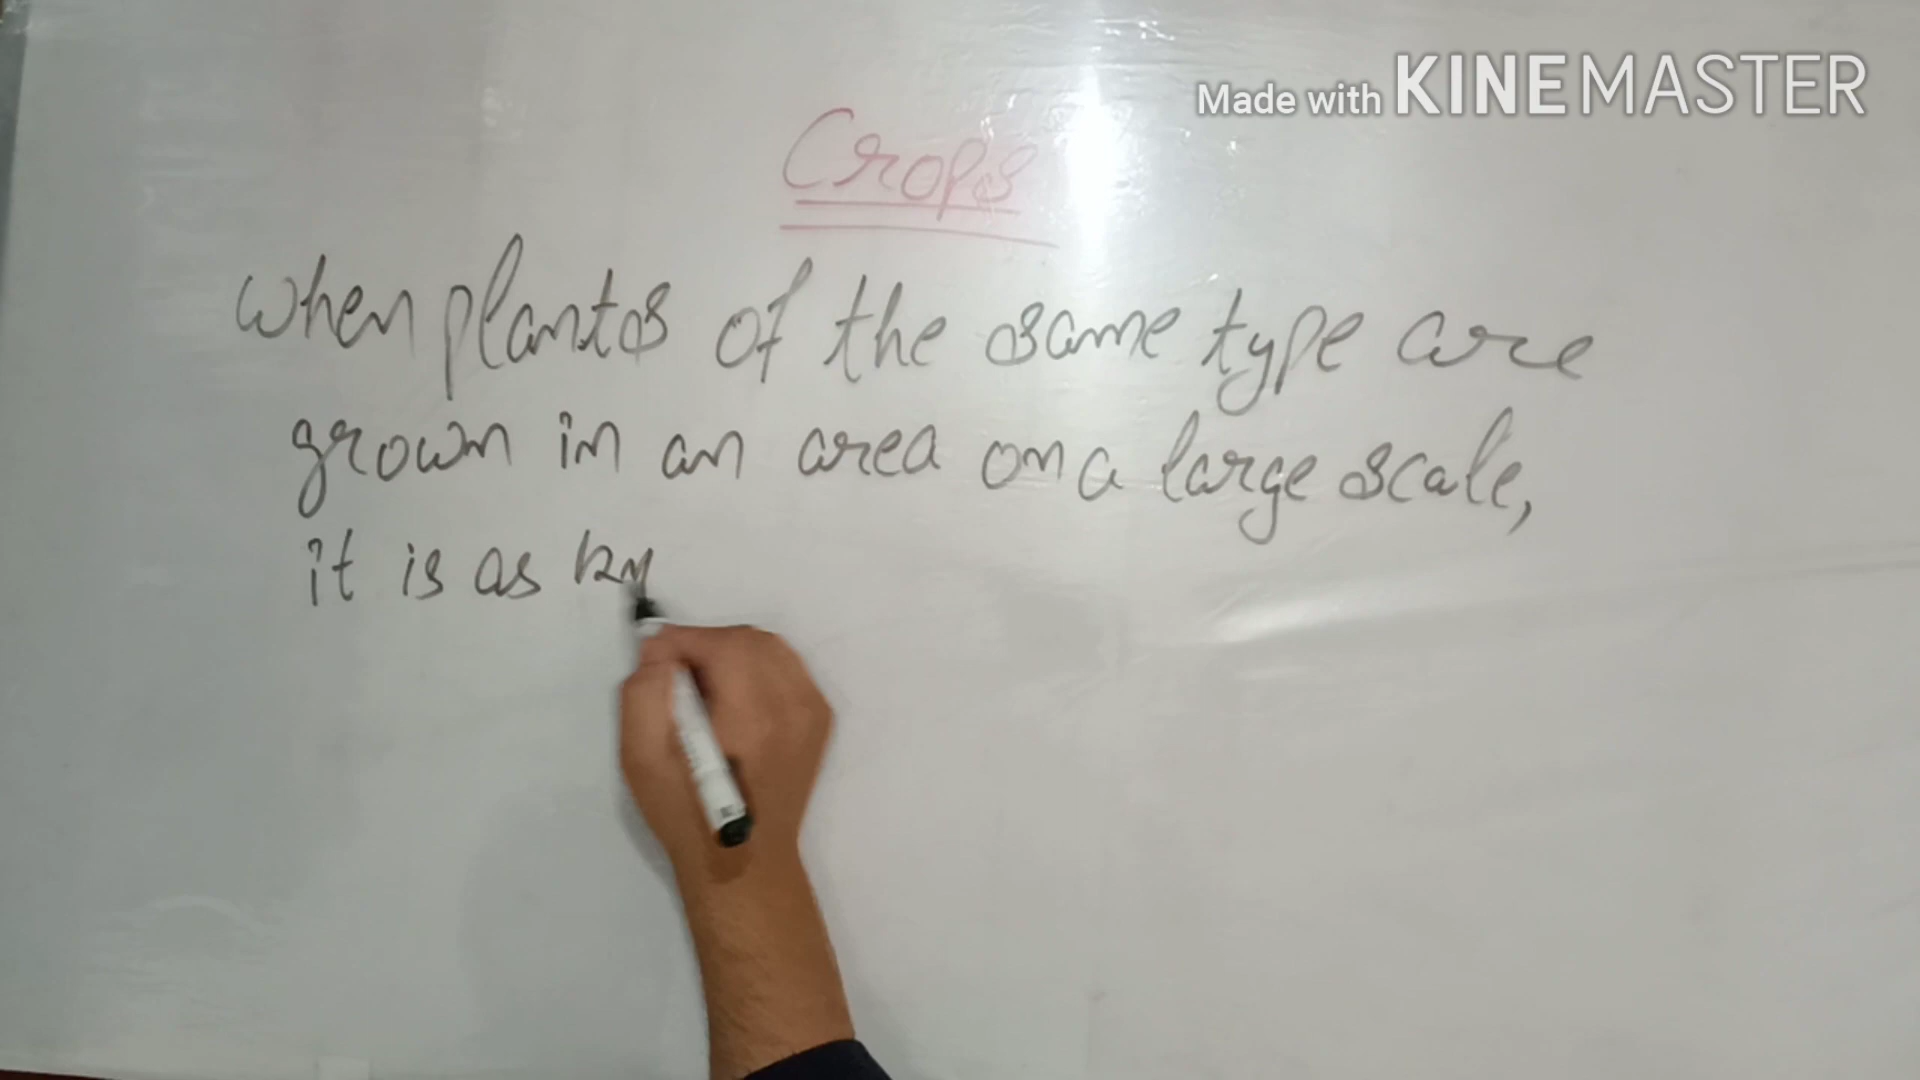 Made with KINEMASTER
Crops
when plants of the same type are
grown in an area on a large scale,
it is as kn